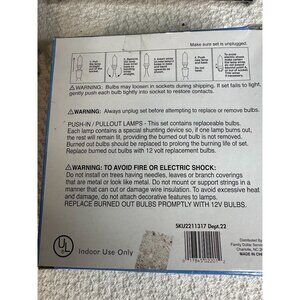 Make sure set is unplugged.
⚠WARNING: Bulbs may loosen in sockets during shipping. If set fails to light,
gently push each bulb tightly into socket to restore contacts.
⚠WARNING: Always unplug set before attempting to replace or remove bulbs.
PUSH-IN / PULLOUT LAMPS - This set contains replaceable bulbs.
Each lamp contains a special shunting device so, if one lamp burns out,
the rest will remain lit, providing the burned out bulb is not removed.
Burned out bulbs should be replaced promptly to prolong life of set.
Replace burned out bulbs with 12 volt replacement bulbs.
⚠WARNING: TO AVOID FIRE OR ELECTRIC SHOCK:
Do not install on trees having needles, leaves or branch coverings
that are metal or look like metal. Do not mount or support strings in a
manner that can cut or damage wire insulation. To avoid excessive heat
and damage, do not attach decorative features to lamps.
REPLACE BURNED OUT BULBS PROMPTLY WITH 12V BULBS.
UL
Indoor Use Only
SKU2211317 Dept.22
Distributed By
Family Dollar
Charlotte, NC
MADE IN